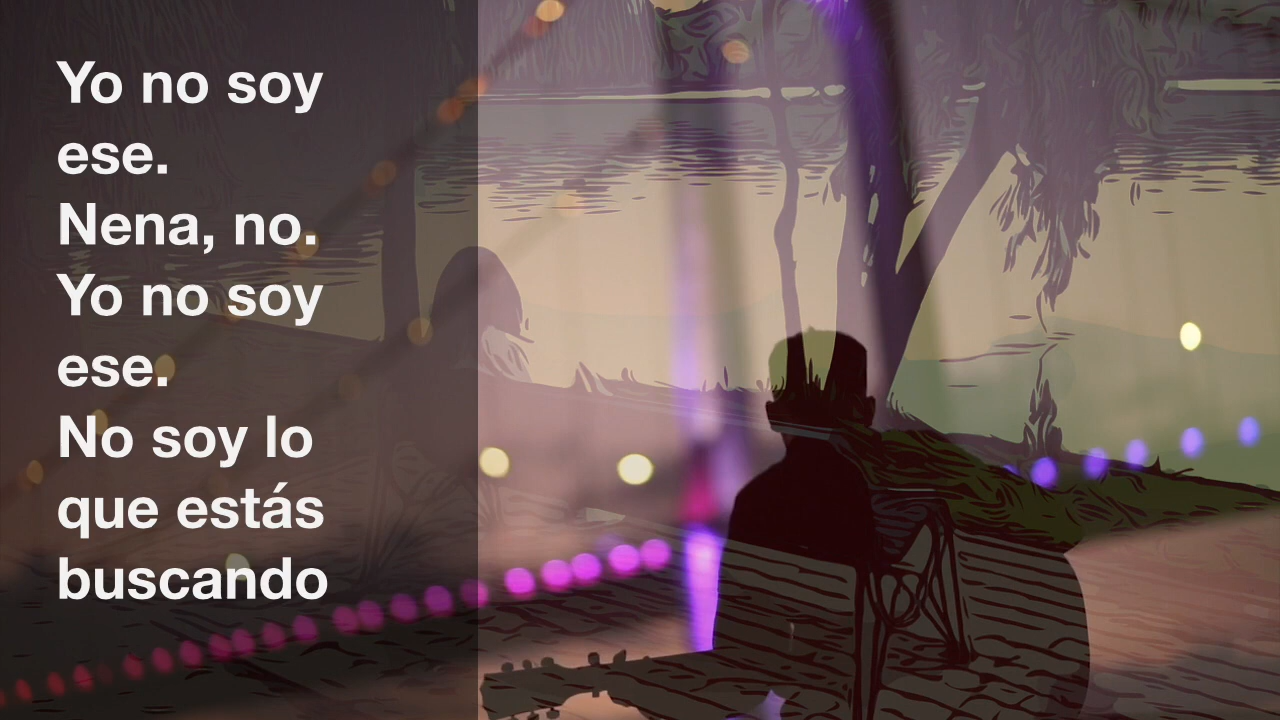 Yo no soy
ese.
Nena, no.
Yo no soy
ese.
No soy lo
que estás
buscando